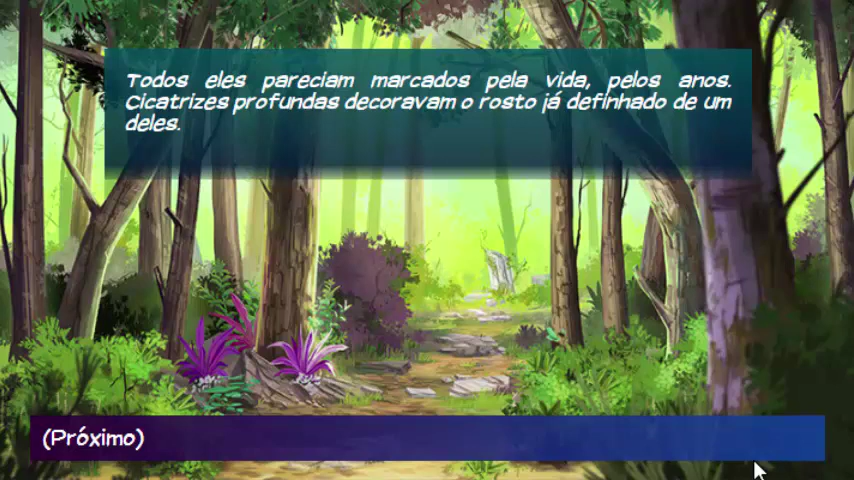 Todos eles pareciam marcados pela vida, pelos anos.
Cicatrizes profundas decoravam o rosto já definhado de um
deles.
(Próximo)